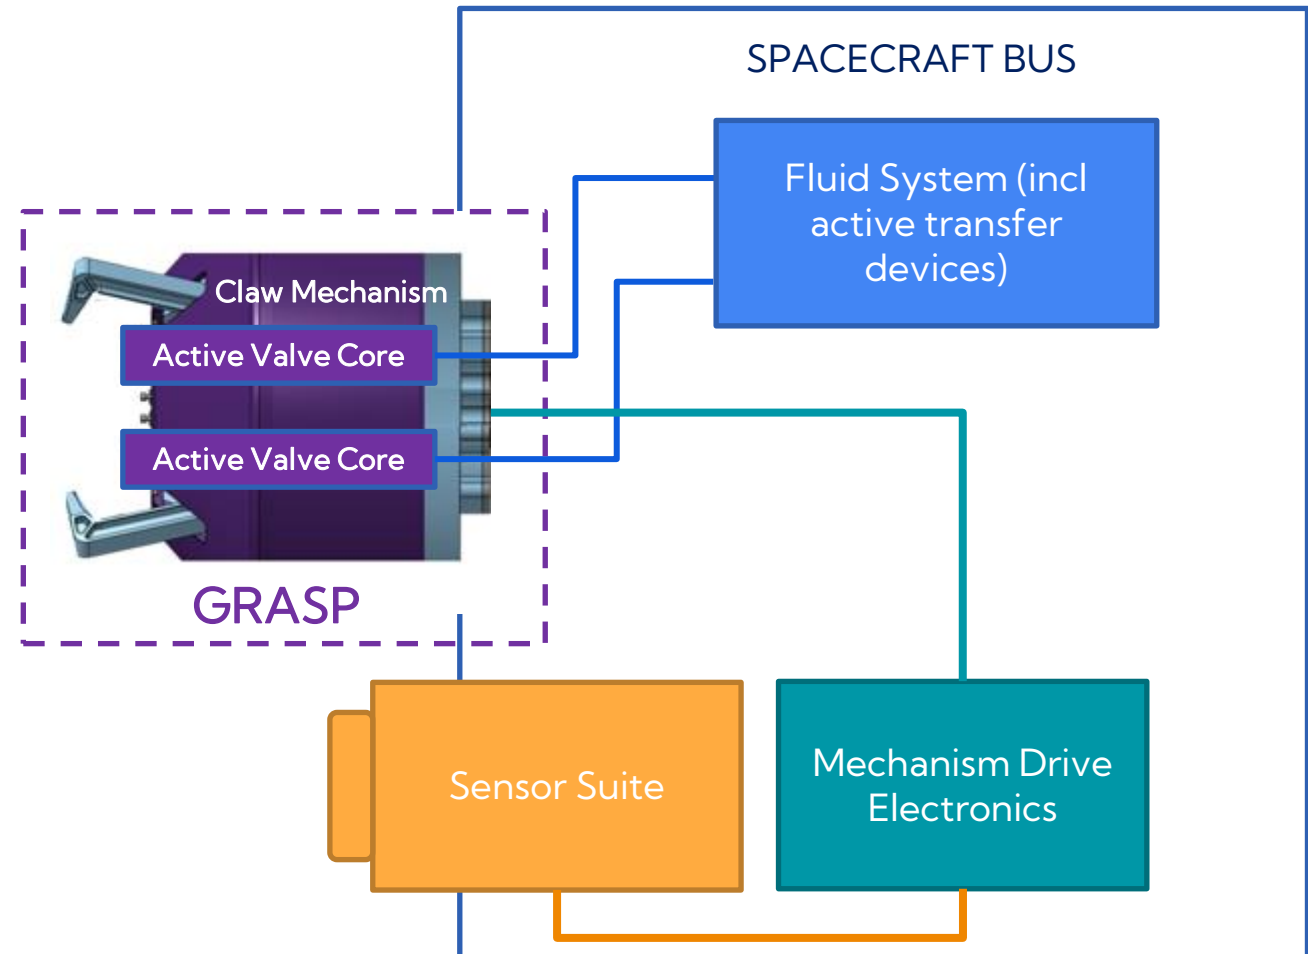 SPACECRAFT BUS
Fluid System (incl
active transfer
devices)
Claw Mechanism
Active Valve Core
Active Valve Core
GRASP
Sensor Suite
Mechanism Drive
Electronics